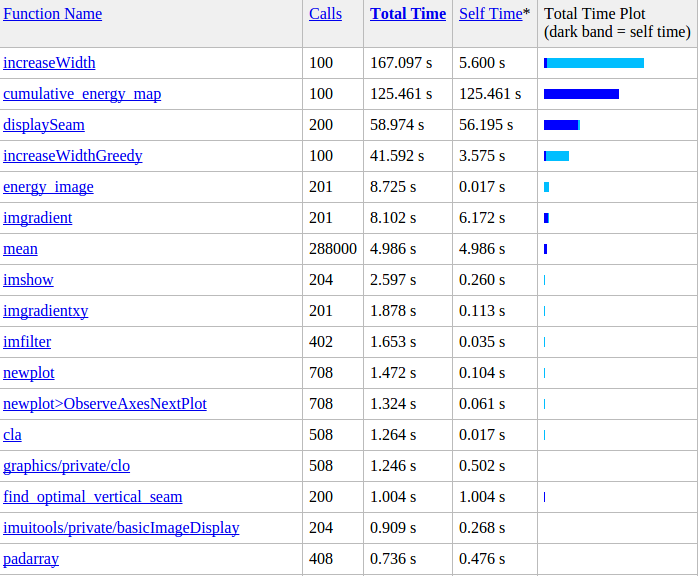 Function Name Calls Total Time Self Time* Total Time Plot
(dark band = self time)
increaseWidth 100 167.097 s 5.600 s
cumulative_energy_map 100 125.461 s 125.461 s
displaySeam 200 58.974 s 56.195 s
increaseWidthGreedy 100 41.592 s 3.575 s
energy_image 201 8.725 s 0.017 s
imgradient 201 8.102 s 6.172 s
mean 288000 4.986 s 4.986 s
imshow 204 2.597 s 0.260 s
imgradientxy 201 1.878 s 0.113 s
imfilter 402 1.653 s 0.035 s
newplot 708 1.472 s 0.104 s
newplot>ObserveAxesNextPlot 708 1.324 s 0.061 s
cla 508 1.264 s 0.017 s
graphics/private/clo 508 1.246 s 0.502 s
find_optimal_vertical_seam 200 1.004 s 1.004 s
imuitools/private/basicImageDisplay 204 0.909 s 0.268 s
padarray 408 0.736 s 0.476 s